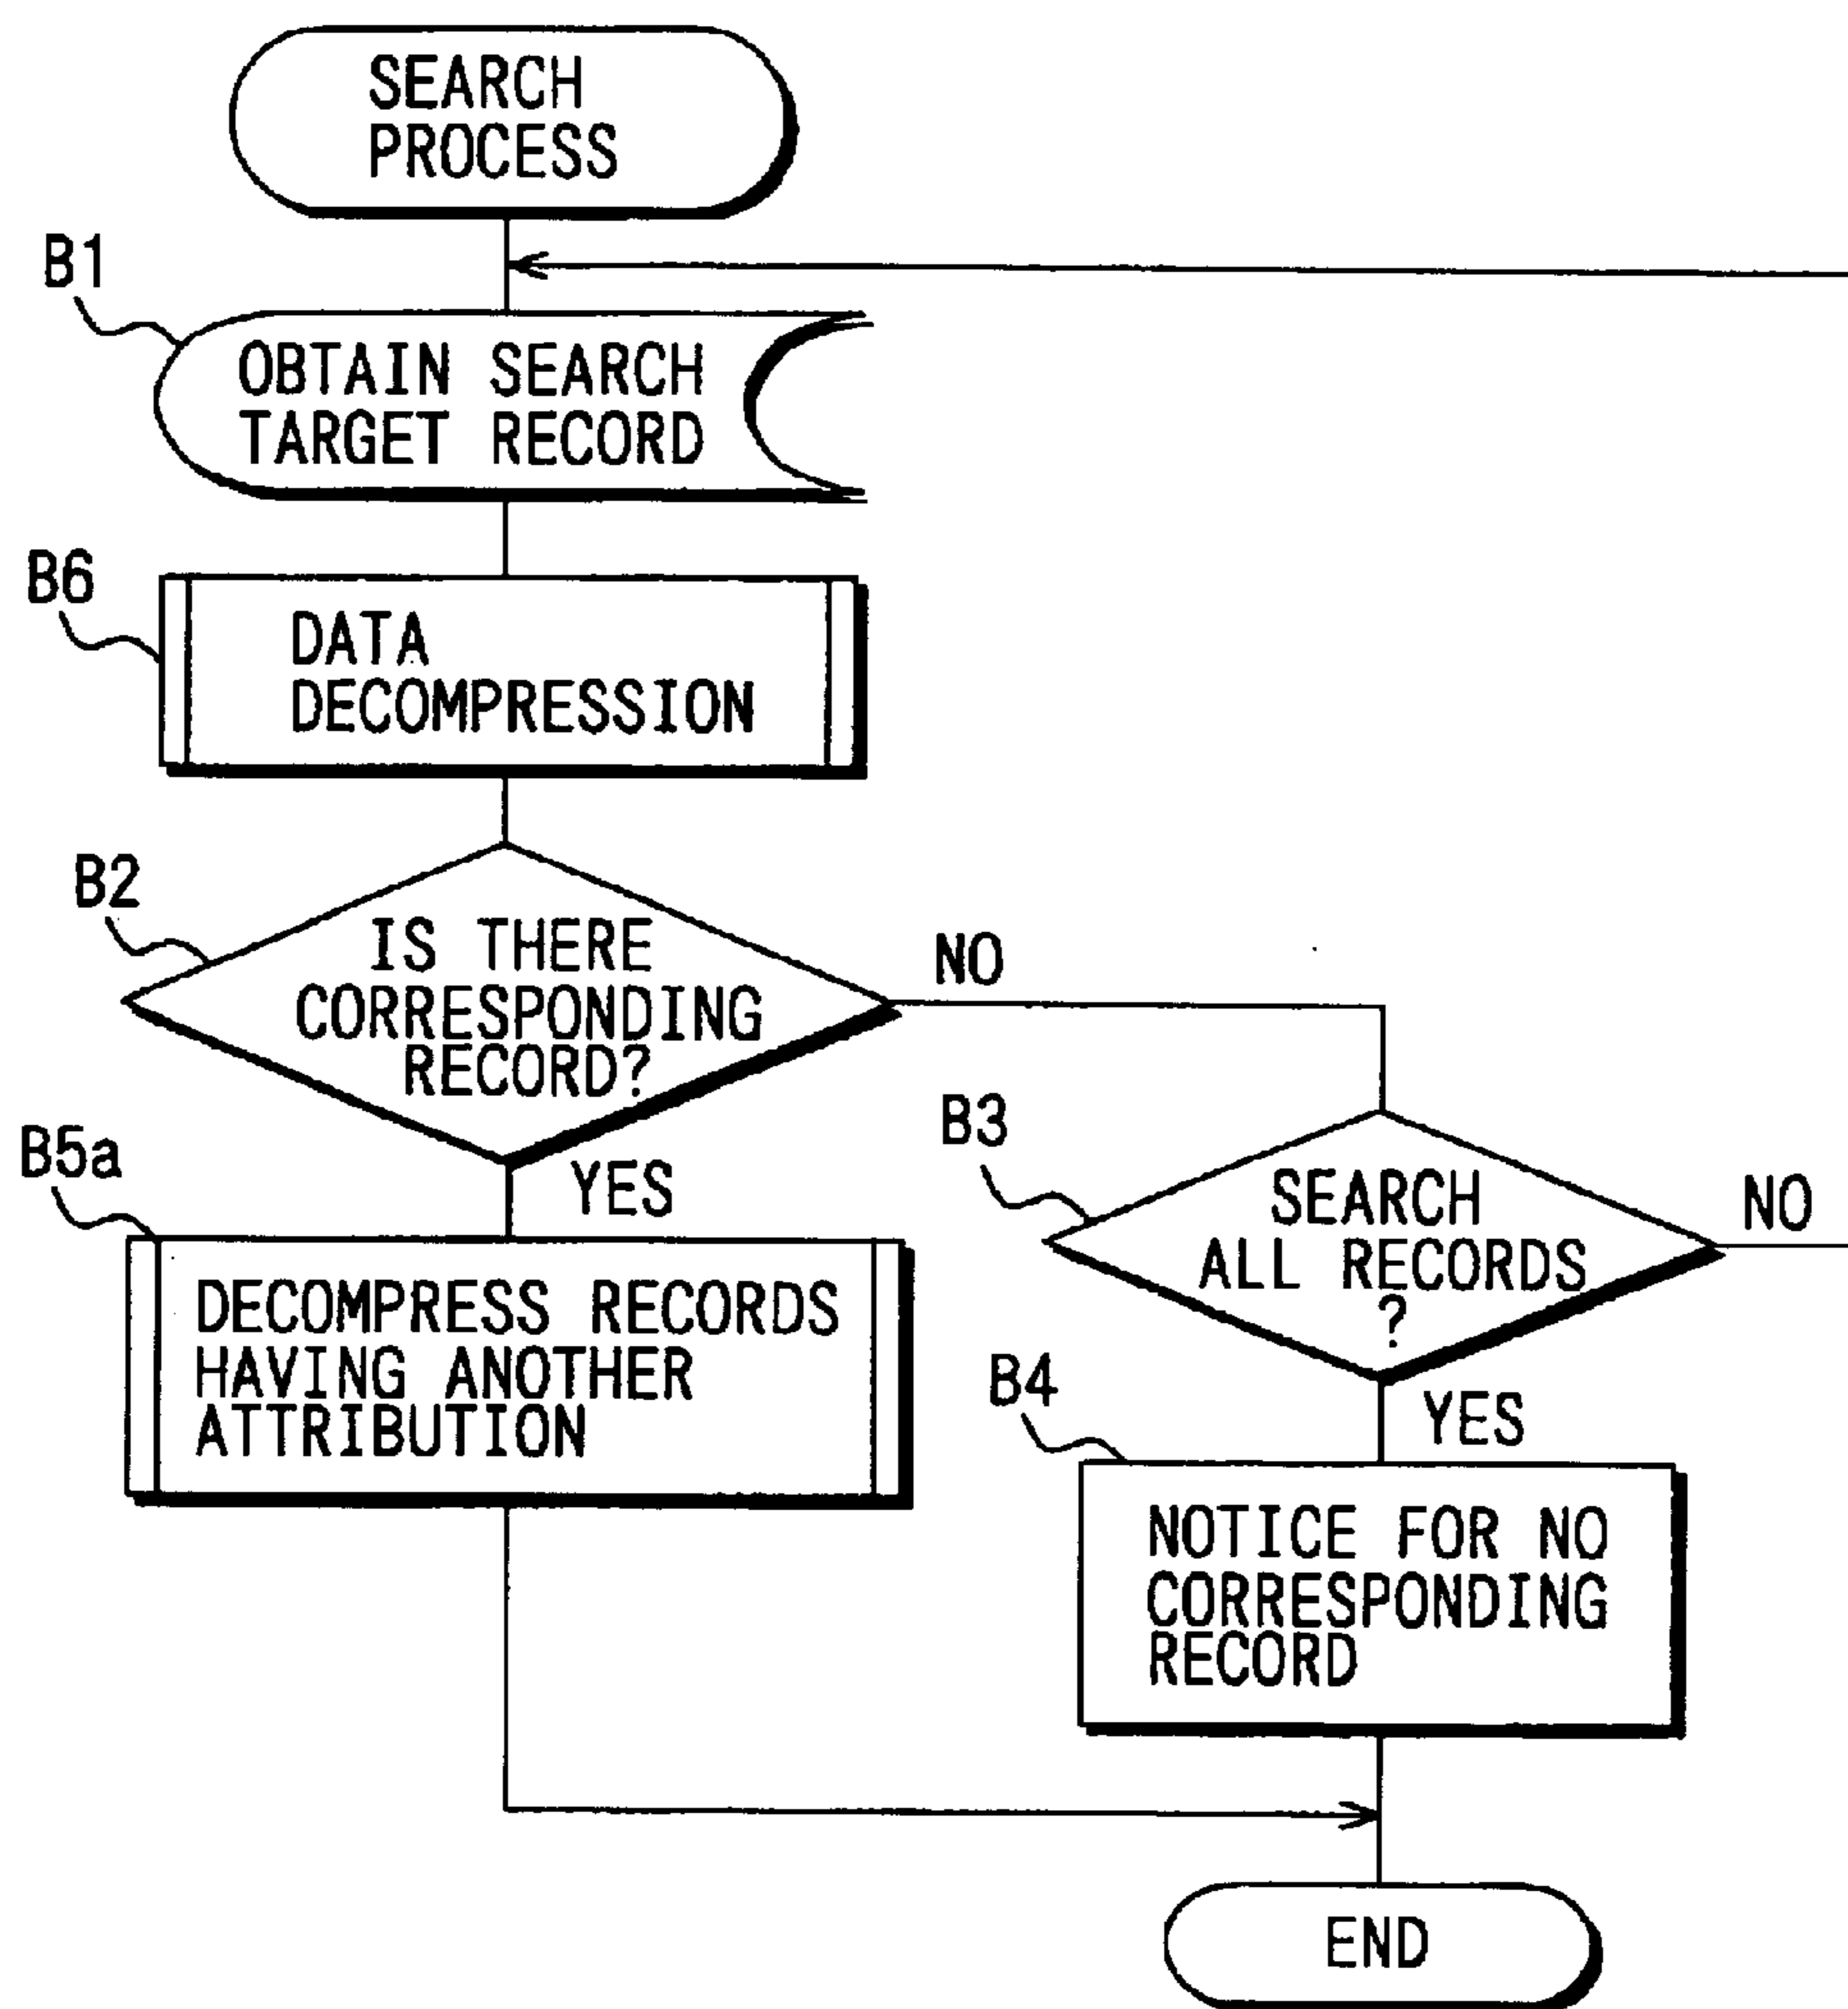 SEARCH
PROCESS
B1
OBTAIN SEARCH
TARGET RECORD
B6
DATA
DECOMPRESSION
B2
IS THERE
CORRESPONDING
RECORD?
NO
YES
B3
SEARCH
ALL RECORDS
?
NO
YES
B5a
DECOMPRESS RECORDS
HAVING ANOTHER
ATTRIBUTION
B4
NOTICE FOR NO
CORRESPONDING
RECORD
END